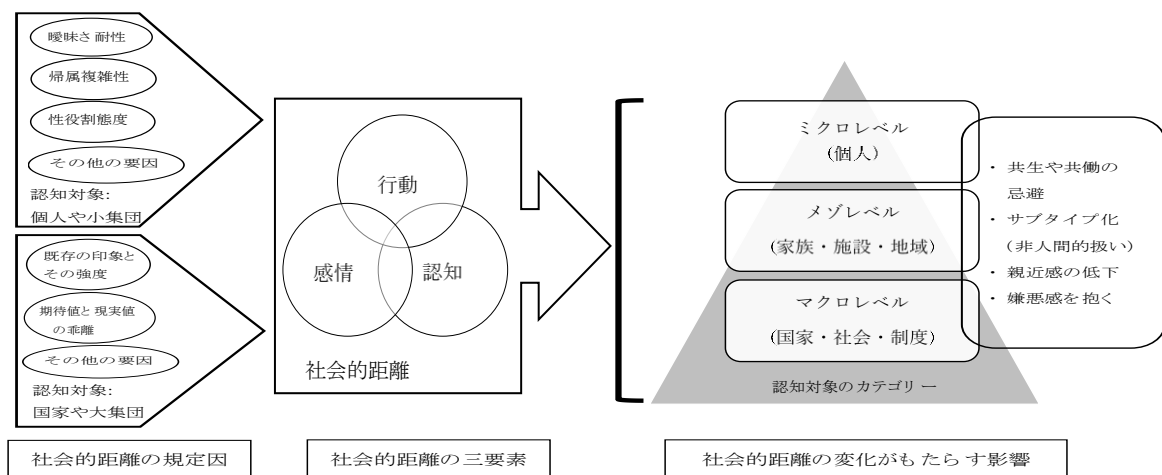 曖昧さ耐性
帰属複雑性
性役割態度
その他の要因
認知対象:
個人や小集団
既存の印象と
その強度
期待値と現実値
の乖離
その他の要因
認知対象:
国家や大集団
行動
感情
認知
社会的距離
ミクロレベル
(個人)
メゾレベル
(家族・施設・地域)
マクロレベル
(国家・社会・制度)
認知対象のカテゴリー
・ 共生や共働の
忌避
・ サブタイプ化
(非人間的扱い)
・ 親近感の低下
・ 嫌悪感を抱く
社会的距離の規定因
社会的距離の三要素
社会的距離の変化がもたらす影響